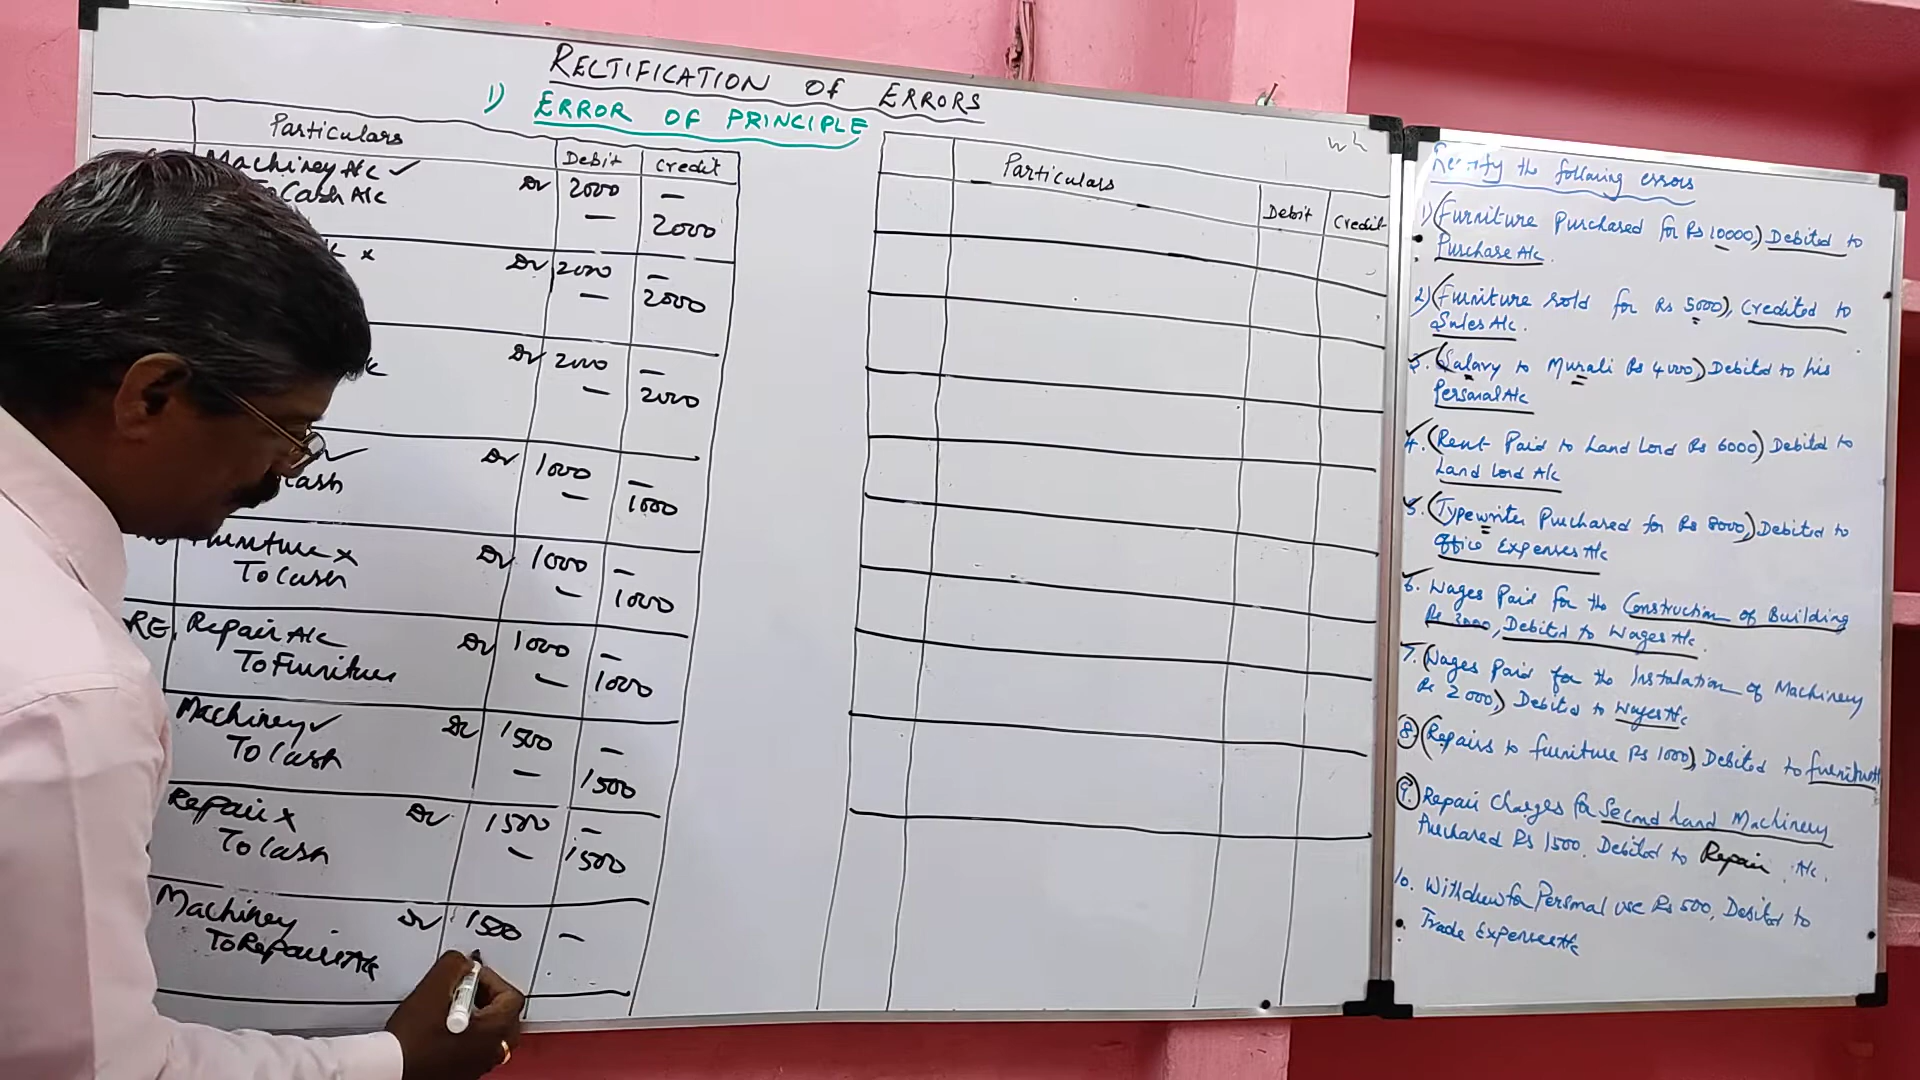 RECTIFICATION OF ERRORS
1) ERROR OF PRINCIPLE
Particulars Debit Credit
Machinery A/c ✓ Dr 2000 —
To Cash A/c — 2000
x Dr 2000 —
— 2000
Dr 2000 —
— 2000
✓ Dr 1000 —
Cash — 1000
Furniture x Dr 1000 —
To Cash — 1000
RE Repair A/c Dr 1000 —
To Furniture — 1000
Machinery ✓ Dr 1500 —
To Cash — 1500
Repair x Dr 1500 —
To Cash — 1500
Machinery Dr 1500 —
To Repairs A/c
Particulars Debit Credit
Rectify the following errors
1) (Furniture Purchased for Rs 10000,) Debited to
Purchase A/c.
2) (Furniture sold for Rs 5000), Credited to
Sales A/c.
3. (Salary to Murali Rs 4000) Debited to his
Personal A/c
4. (Rent Paid to Land Lord Rs 6000) Debited to
Land Lord A/c
5. (Typewriter Purchased for Rs 8000,) Debited to
Office Expenses A/c
6. Wages Paid for the Construction of Building
Rs 3000, Debited to Wages A/c.
7. (Wages Paid for the Instalation of Machinery
Rs 2000,) Debited to Wages A/c
8. (Repairs to furniture Rs 1000) Debited to furniture A/c
9. Repair Charges for Second Land Machinery
Purchased Rs 1500. Debited to Repair A/c.
10. Withdrew for Personal use Rs 500, Debited to
Trade Expenses A/c